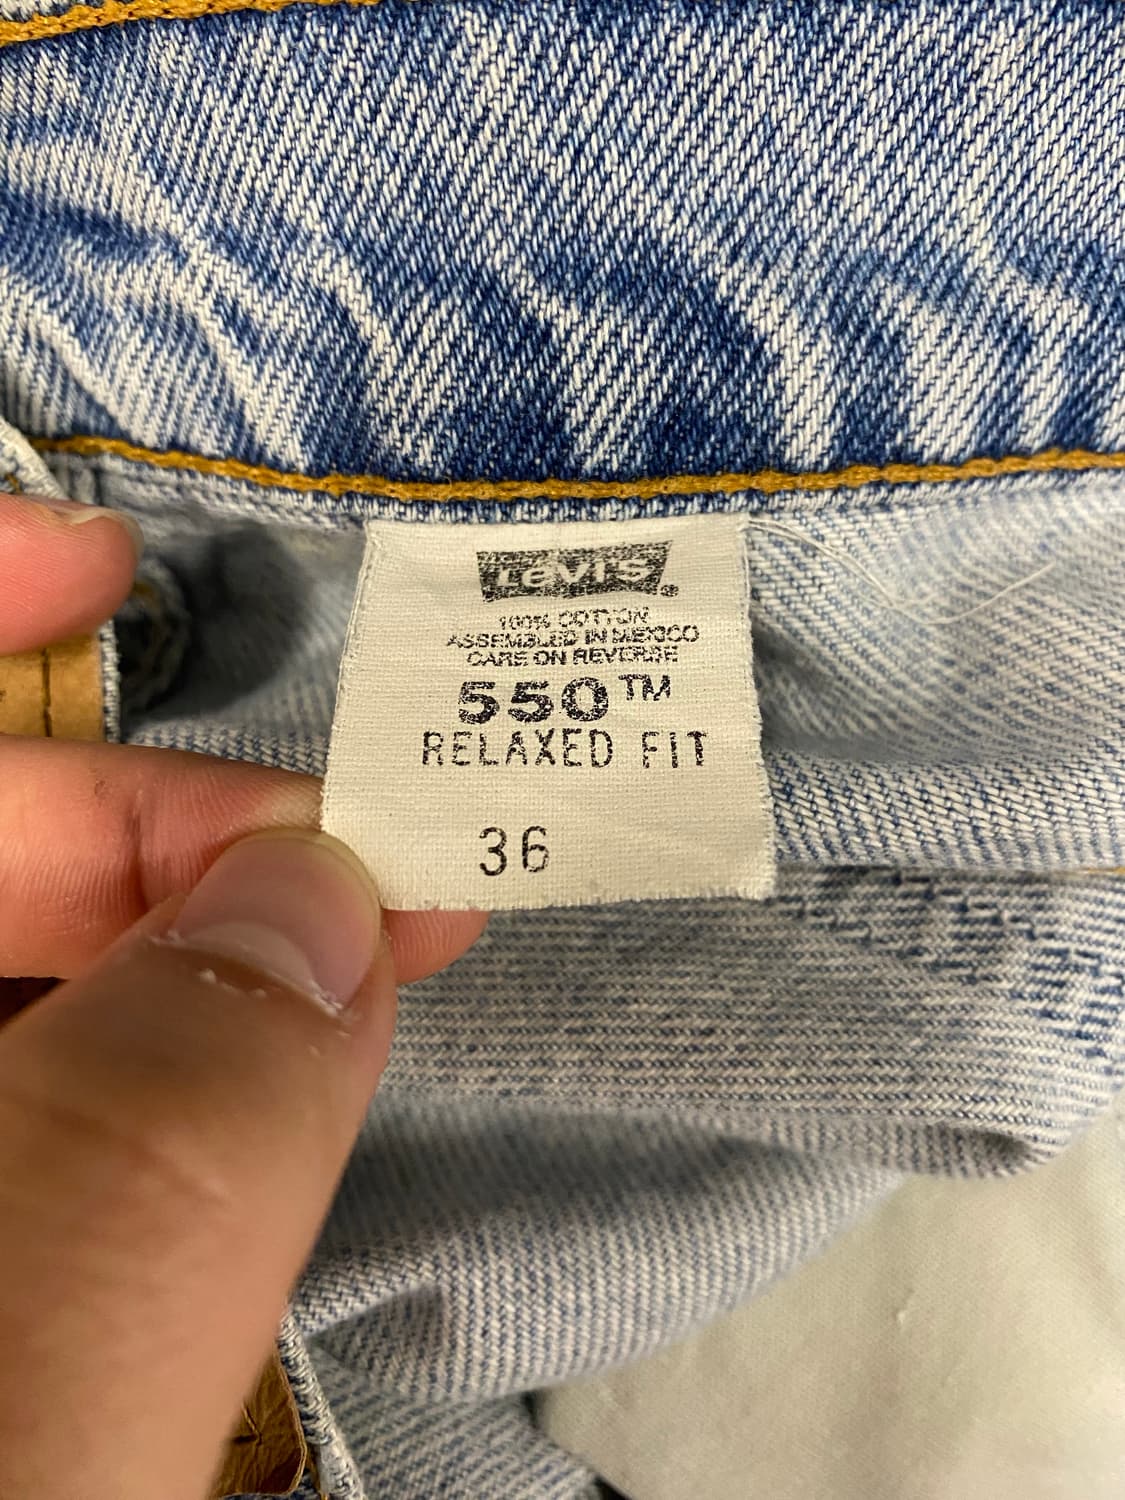 LEVI'S®
100% COTTON
ASSEMBLED IN MEXICO
CARE ON REVERSE
550™
RELAXED FIT
36